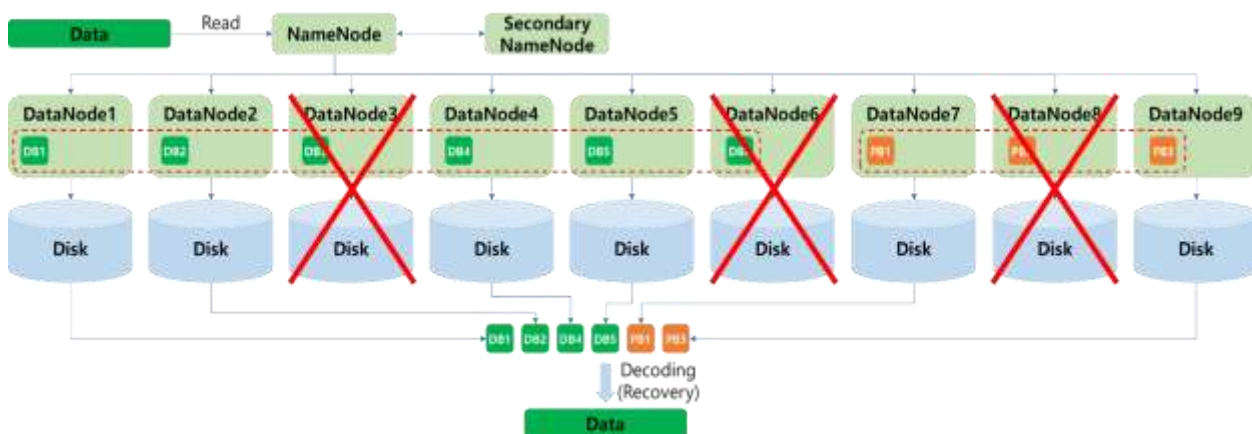 Data
Read
NameNode
Secondary
NameNode
DataNode1
DataNode2
DataNode3
DataNode4
DataNode5
DataNode6
DataNode7
DataNode8
DataNode9
DB1
DB2
DB4
DB5
PB1
PB3
Disk
Disk
Disk
Disk
Disk
Disk
Disk
Disk
Disk
DB1
DB2
DB4
DB5
PB1
PB3
Decoding
(Recovery)
Data